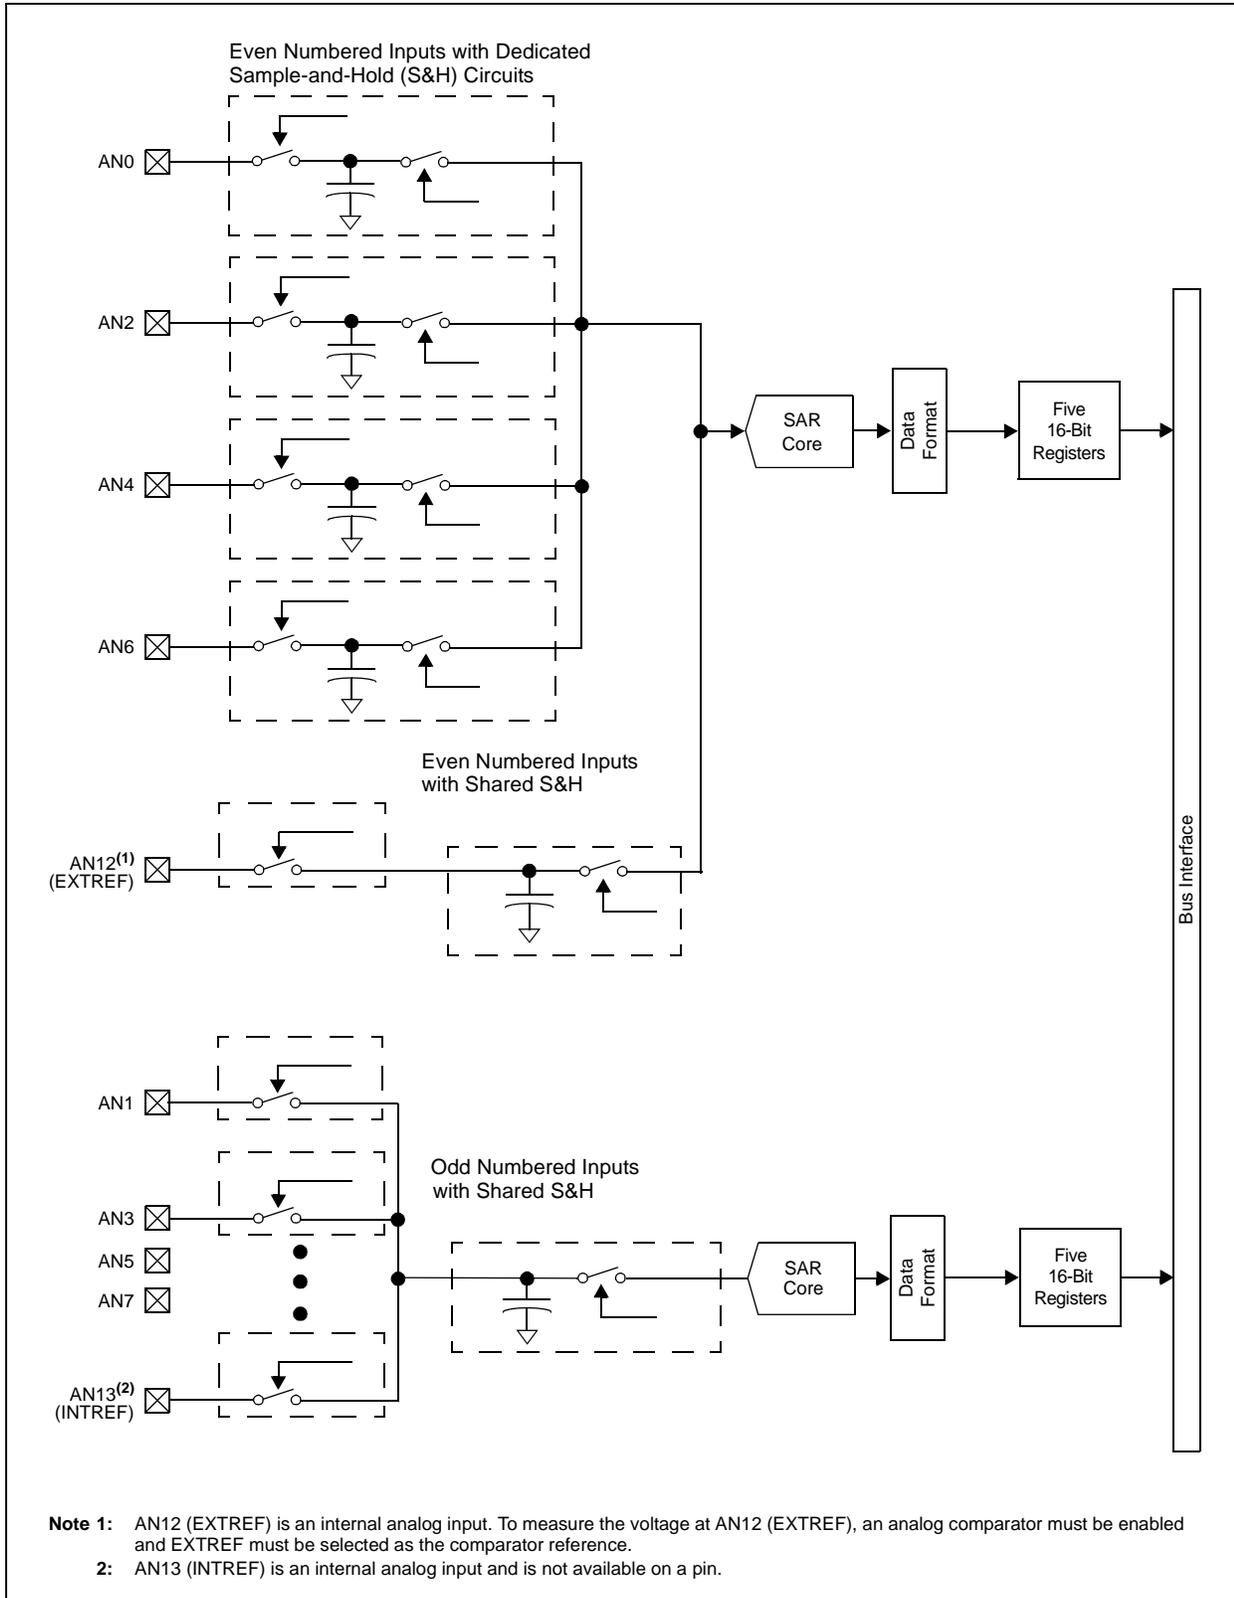 Even Numbered Inputs with Dedicated
Sample-and-Hold (S&H) Circuits
AN0
AN2
AN4
AN6
SAR
Core
Data
Format
Five
16-Bit
Registers
Bus Interface
Even Numbered Inputs
with Shared S&H
AN12(1)
(EXTREF)
AN1
AN3
AN5
AN7
AN13(2)
(INTREF)
Odd Numbered Inputs
with Shared S&H
SAR
Core
Data
Format
Five
16-Bit
Registers
Note 1: AN12 (EXTREF) is an internal analog input. To measure the voltage at AN12 (EXTREF), an analog comparator must be enabled
and EXTREF must be selected as the comparator reference.
2: AN13 (INTREF) is an internal analog input and is not available on a pin.